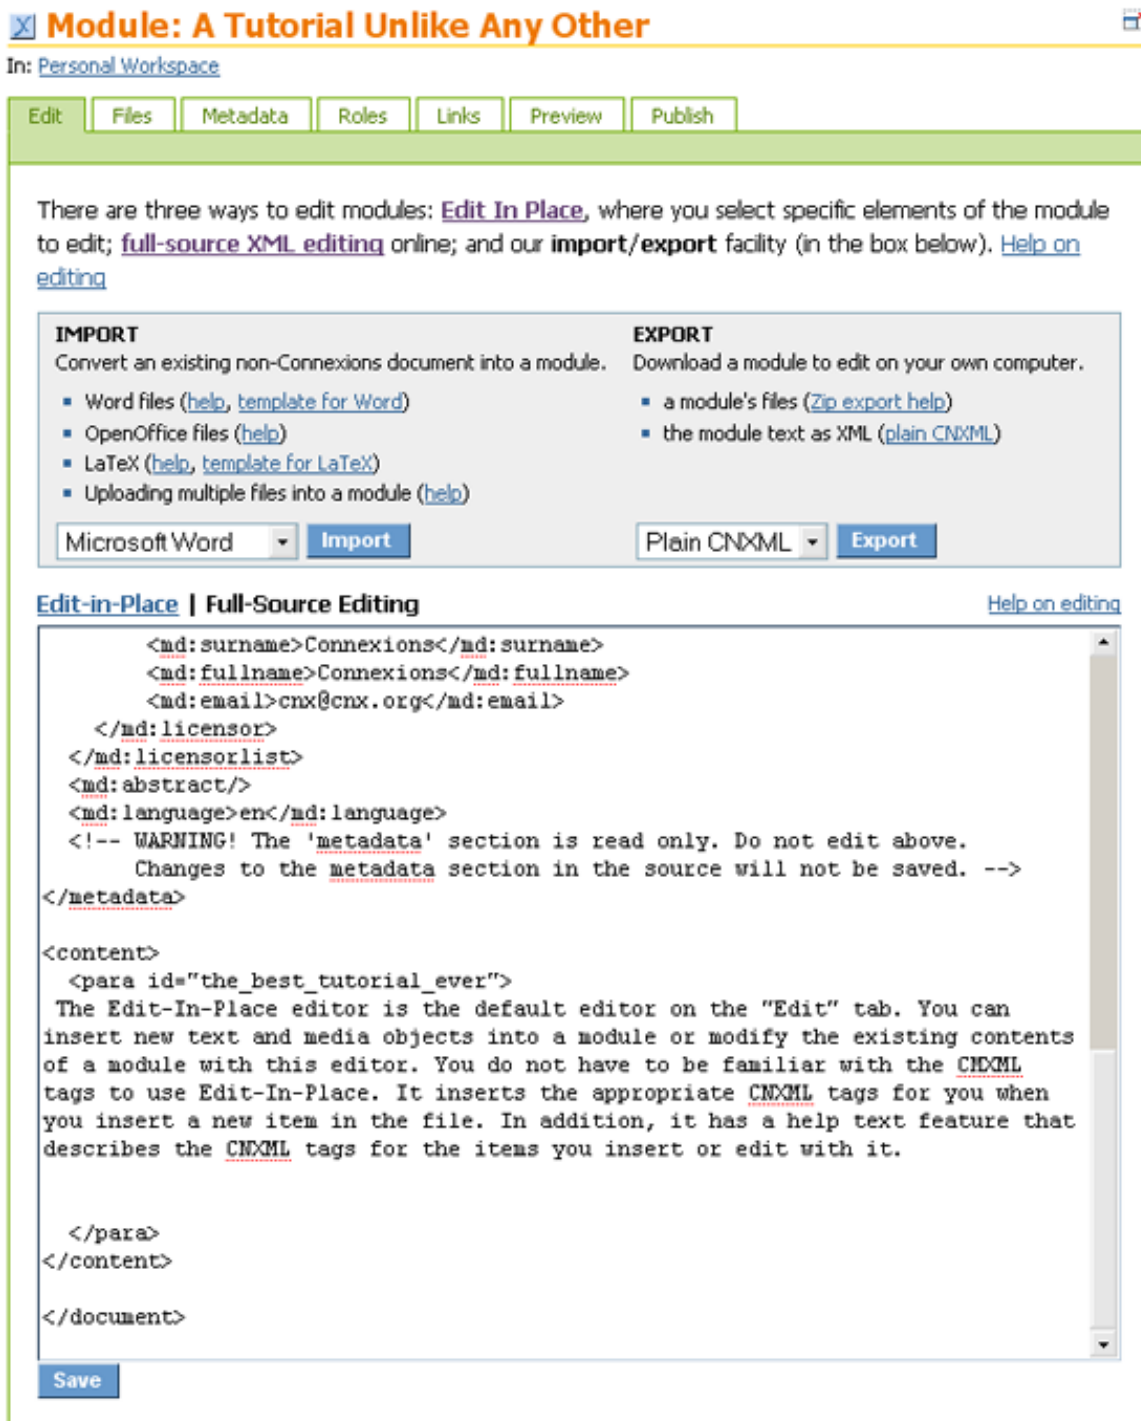 Module: A Tutorial Unlike Any Other
In: Personal Workspace
Edit Files Metadata Roles Links Preview Publish
There are three ways to edit modules: Edit In Place, where you select specific elements of the module
to edit; full-source XML editing online; and our import/export facility (in the box below). Help on
editing
IMPORT
Convert an existing non-Connexions document into a module.
▪ Word files (help, template for Word)
▪ OpenOffice files (help)
▪ LaTeX (help, template for LaTeX)
▪ Uploading multiple files into a module (help)
Microsoft Word Import
EXPORT
Download a module to edit on your own computer.
▪ a module's files (Zip export help)
▪ the module text as XML (plain CNXML)
Plain CNXML Export
Edit-in-Place | Full-Source Editing Help on editing
<md:surname>Connexions</md:surname>
<md:fullname>Connexions</md:fullname>
<md:email>cnx@cnx.org</md:email>
</md:licensor>
</md:licensorlist>
<md:abstract/>
<md:language>en</md:language>
<!-- WARNING! The 'metadata' section is read only. Do not edit above.
Changes to the metadata section in the source will not be saved. -->
</metadata>
<content>
<para id="the_best_tutorial_ever">
The Edit-In-Place editor is the default editor on the "Edit" tab. You can
insert new text and media objects into a module or modify the existing contents
of a module with this editor. You do not have to be familiar with the CNXML
tags to use Edit-In-Place. It inserts the appropriate CNXML tags for you when
you insert a new item in the file. In addition, it has a help text feature that
describes the CNXML tags for the items you insert or edit with it.
</para>
</content>
</document>
Save